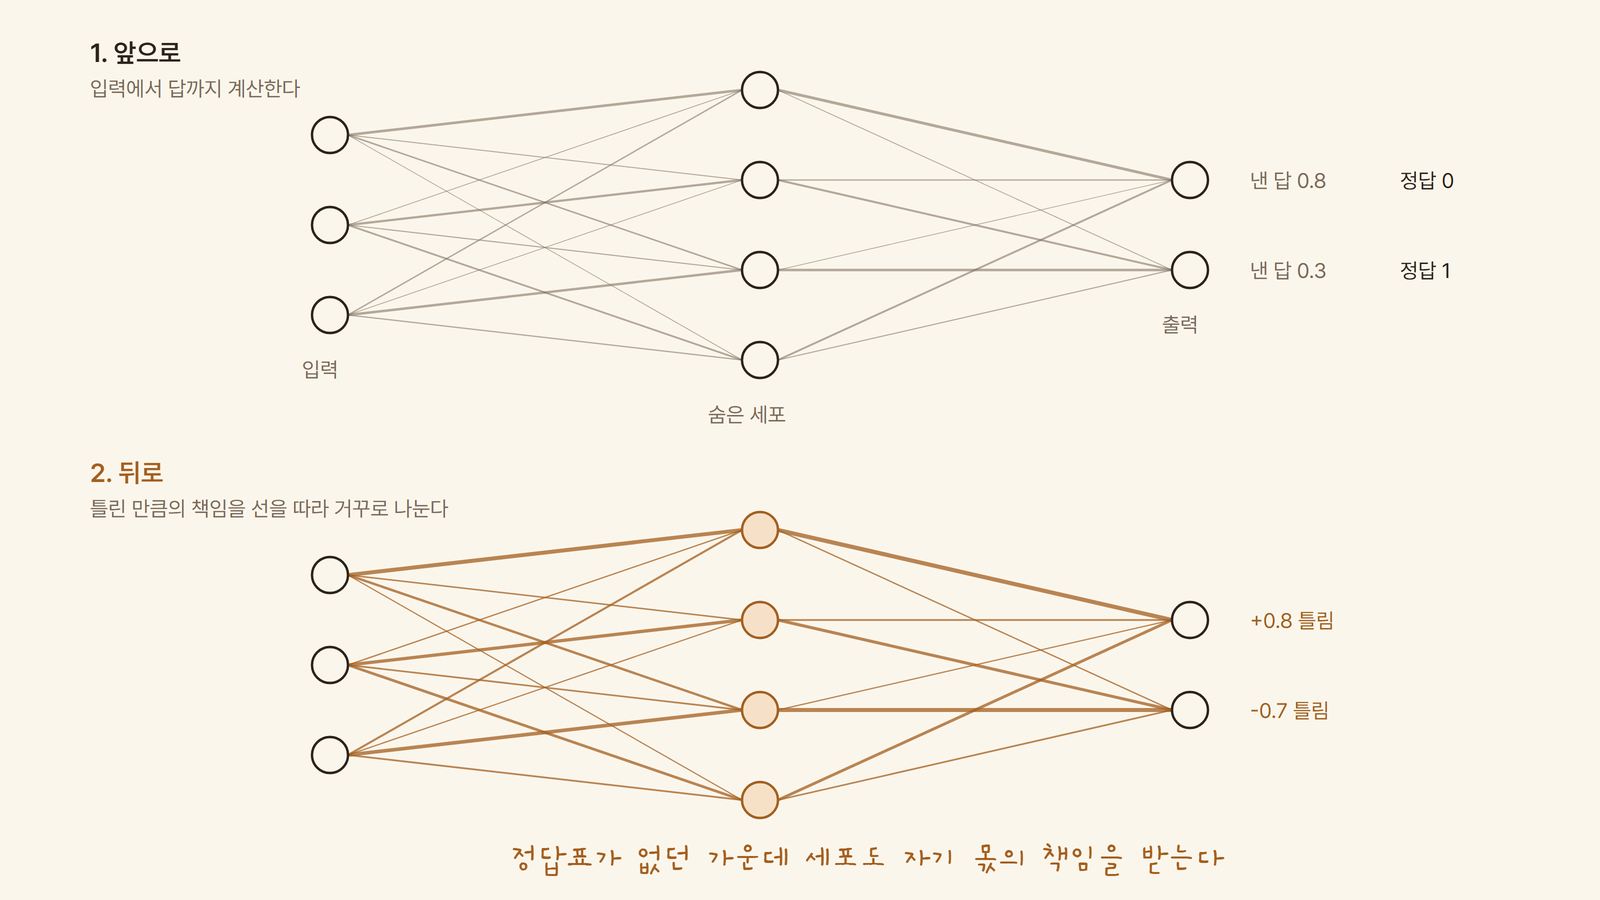 1. 앞으로
입력에서 답까지 계산한다
낸 답 0.8 정답 0
낸 답 0.3 정답 1
출력
입력
숨은 세포
2. 뒤로
틀린 만큼의 책임을 선을 따라 거꾸로 나눈다
+0.8 틀림
-0.7 틀림
정답표가 없던 가운데 세포도 자기 몫의 책임을 받는다